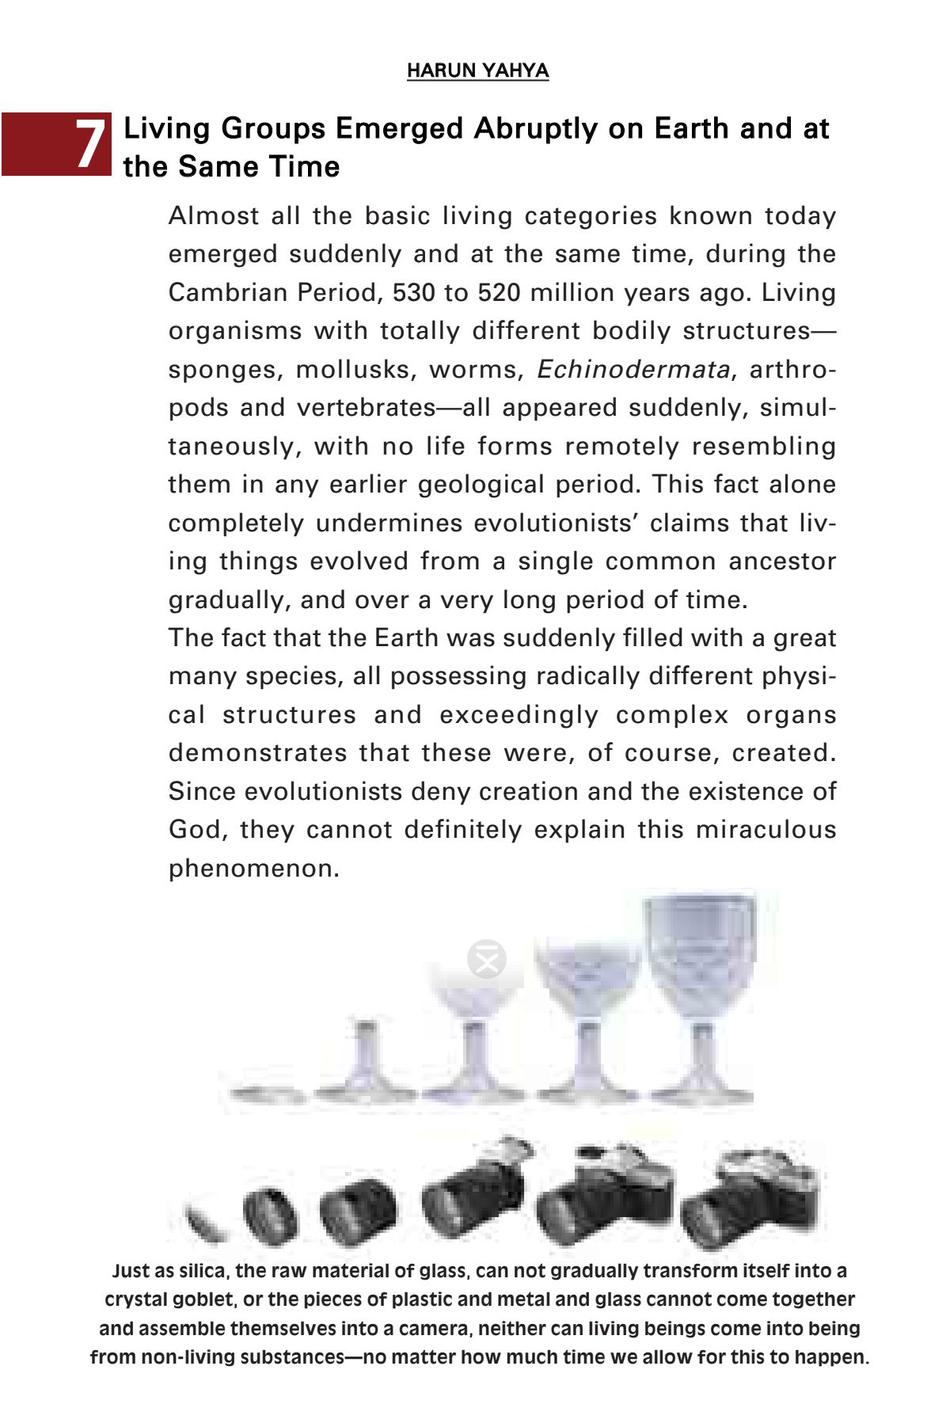 HARUN YAHYA
7
Living Groups Emerged Abruptly on Earth and at
the Same Time
Almost all the basic living categories known today
emerged suddenly and at the same time, during the
Cambrian Period, 530 to 520 million years ago. Living
organisms with totally different bodily structures—
sponges, mollusks, worms, Echinodermata, arthro-
pods and vertebrates—all appeared suddenly, simul-
taneously, with no life forms remotely resembling
them in any earlier geological period. This fact alone
completely undermines evolutionists’ claims that liv-
ing things evolved from a single common ancestor
gradually, and over a very long period of time.
The fact that the Earth was suddenly filled with a great
many species, all possessing radically different physi-
cal structures and exceedingly complex organs
demonstrates that these were, of course, created.
Since evolutionists deny creation and the existence of
God, they cannot definitely explain this miraculous
phenomenon.
Just as silica, the raw material of glass, can not gradually transform itself into a
crystal goblet, or the pieces of plastic and metal and glass cannot come together
and assemble themselves into a camera, neither can living beings come into being
from non-living substances—no matter how much time we allow for this to happen.